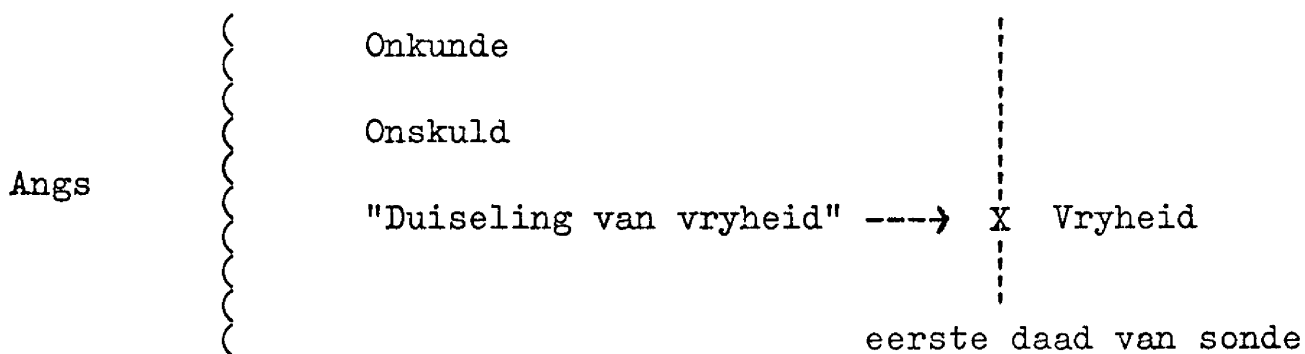 Onkunde
Onskuld
Angs
"Duiseling van vryheid" ----> X Vryheid
eerste daad van sonde